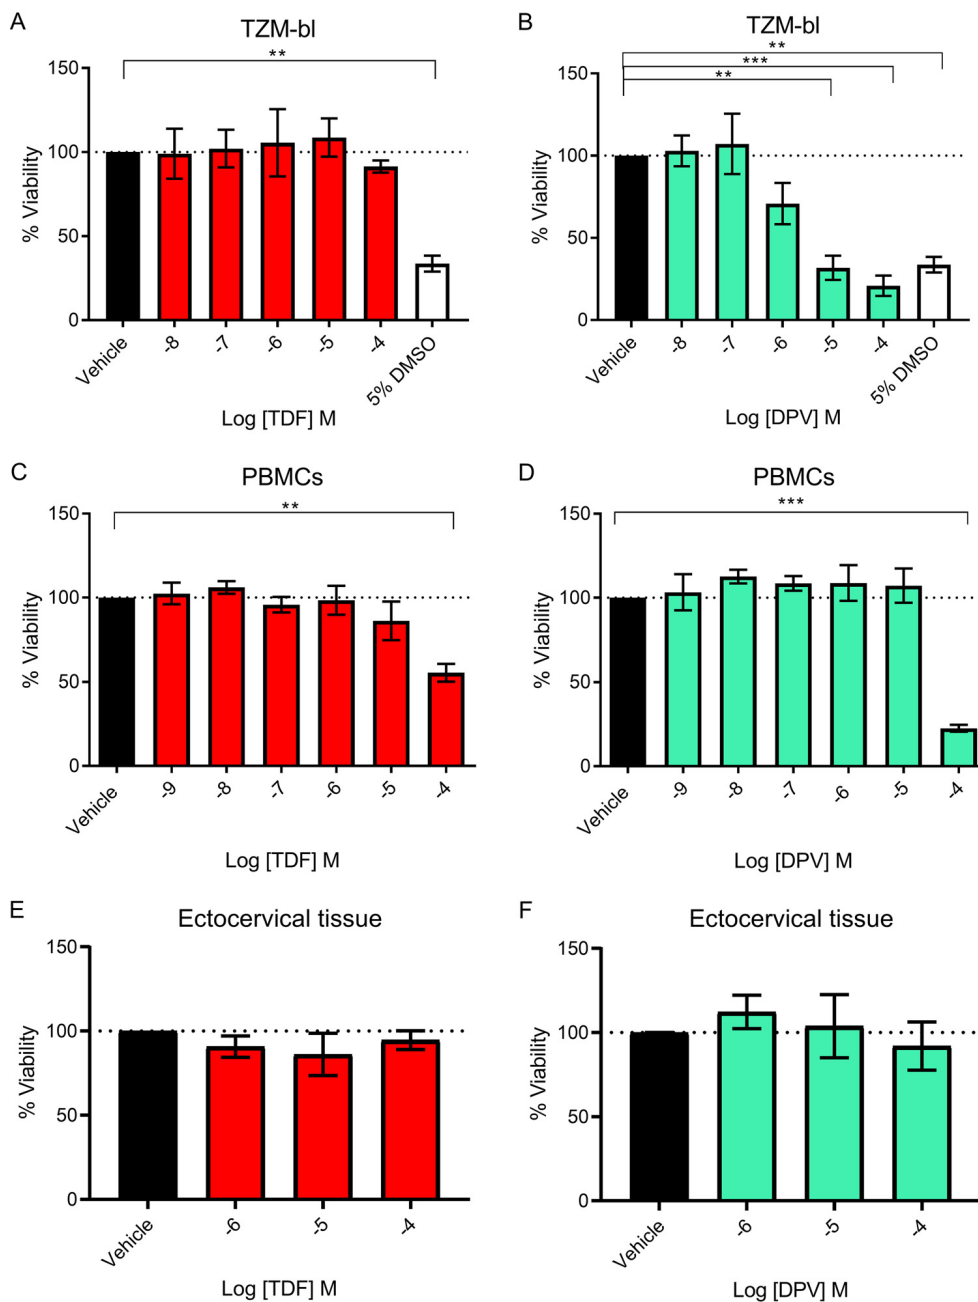 A
TZM-bl
**
% Viability
150
100
50
0
Vehicle
-8
-7
-6
-5
-4
5% DMSO
Log [TDF] M
B
TZM-bl
**
***
**
% Viability
150
100
50
0
Vehicle
-8
-7
-6
-5
-4
5% DMSO
Log [DPV] M
C
PBMCs
**
% Viability
150
100
50
0
Vehicle
-9
-8
-7
-6
-5
-4
Log [TDF] M
D
PBMCs
***
% Viability
150
100
50
0
Vehicle
-9
-8
-7
-6
-5
-4
Log [DPV] M
E
Ectocervical tissue
% Viability
150
100
50
0
Vehicle
-6
-5
-4
Log [TDF] M
F
Ectocervical tissue
% Viability
150
100
50
0
Vehicle
-6
-5
-4
Log [DPV] M